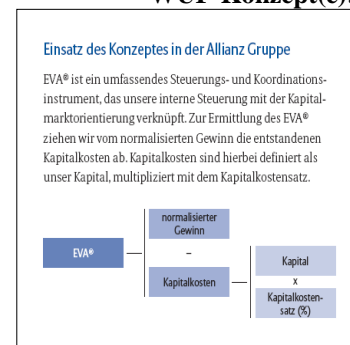 Einsatz des Konzeptes in der Allianz Gruppe
EVA® ist ein umfassendes Steuerungs- und Koordinations-
instrument, das unsere interne Steuerung mit der Kapital-
marktorientierung verknüpft. Zur Ermittlung des EVA®
ziehen wir vom normalisierten Gewinn die entstandenen
Kapitalkosten ab. Kapitalkosten sind hierbei definiert als
unser Kapital, multipliziert mit dem Kapitalkostensatz.
normalisierter
Gewinn
EVA®
–
Kapitalkosten
Kapital
x
Kapitalkosten-
satz (%)